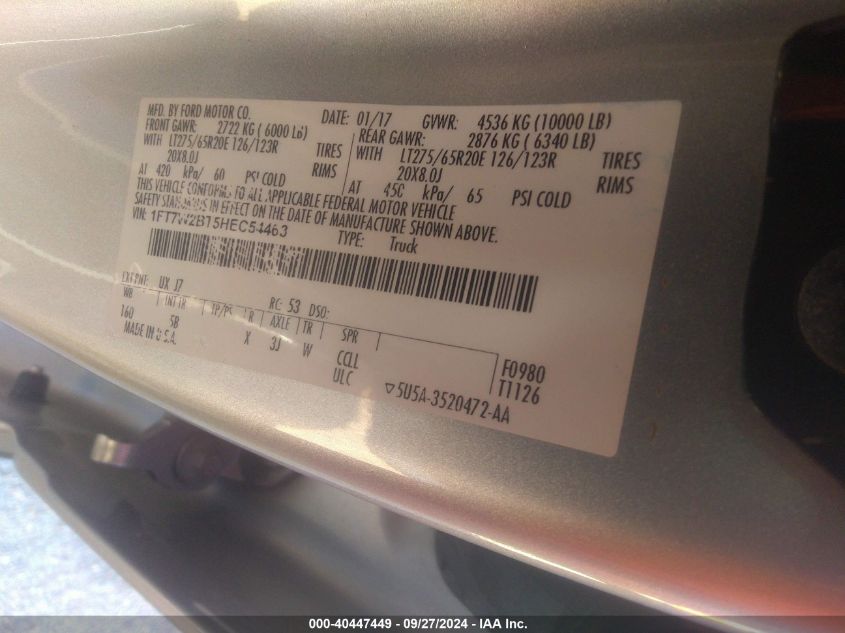 MFD. BY FORD MOTOR CO.
DATE: 01/17 GVWR: 4536 KG (10000 LB)
FRONT GAWR: 2722 KG ( 6000 LB)
REAR GAWR: 2876 KG ( 6340 LB)
WITH LT275/65R20E 126/123R TIRES
WITH LT275/65R20E 126/123R TIRES
20X8.0J RIMS
20X8.0J RIMS
AT 420 kPa/ 60 PSI COLD
AT 450 kPa/ 65 PSI COLD
THIS VEHICLE CONFORMS TO ALL APPLICABLE FEDERAL MOTOR VEHICLE
SAFETY STANDARDS IN EFFECT ON THE DATE OF MANUFACTURE SHOWN ABOVE.
VIN: 1FT7W2BT5HEC54463
TYPE: Truck
EXT PNT: UX J7 RC: 53 DSO:
WB INT TR TP/PS R AXLE TR SPR
160 5B X 3J W CCLL
MADE IN U.S.A. ULC
F0980
T1126
▽5U5A-3520472-AA
000-40447449 - 09/27/2024 - IAA Inc.